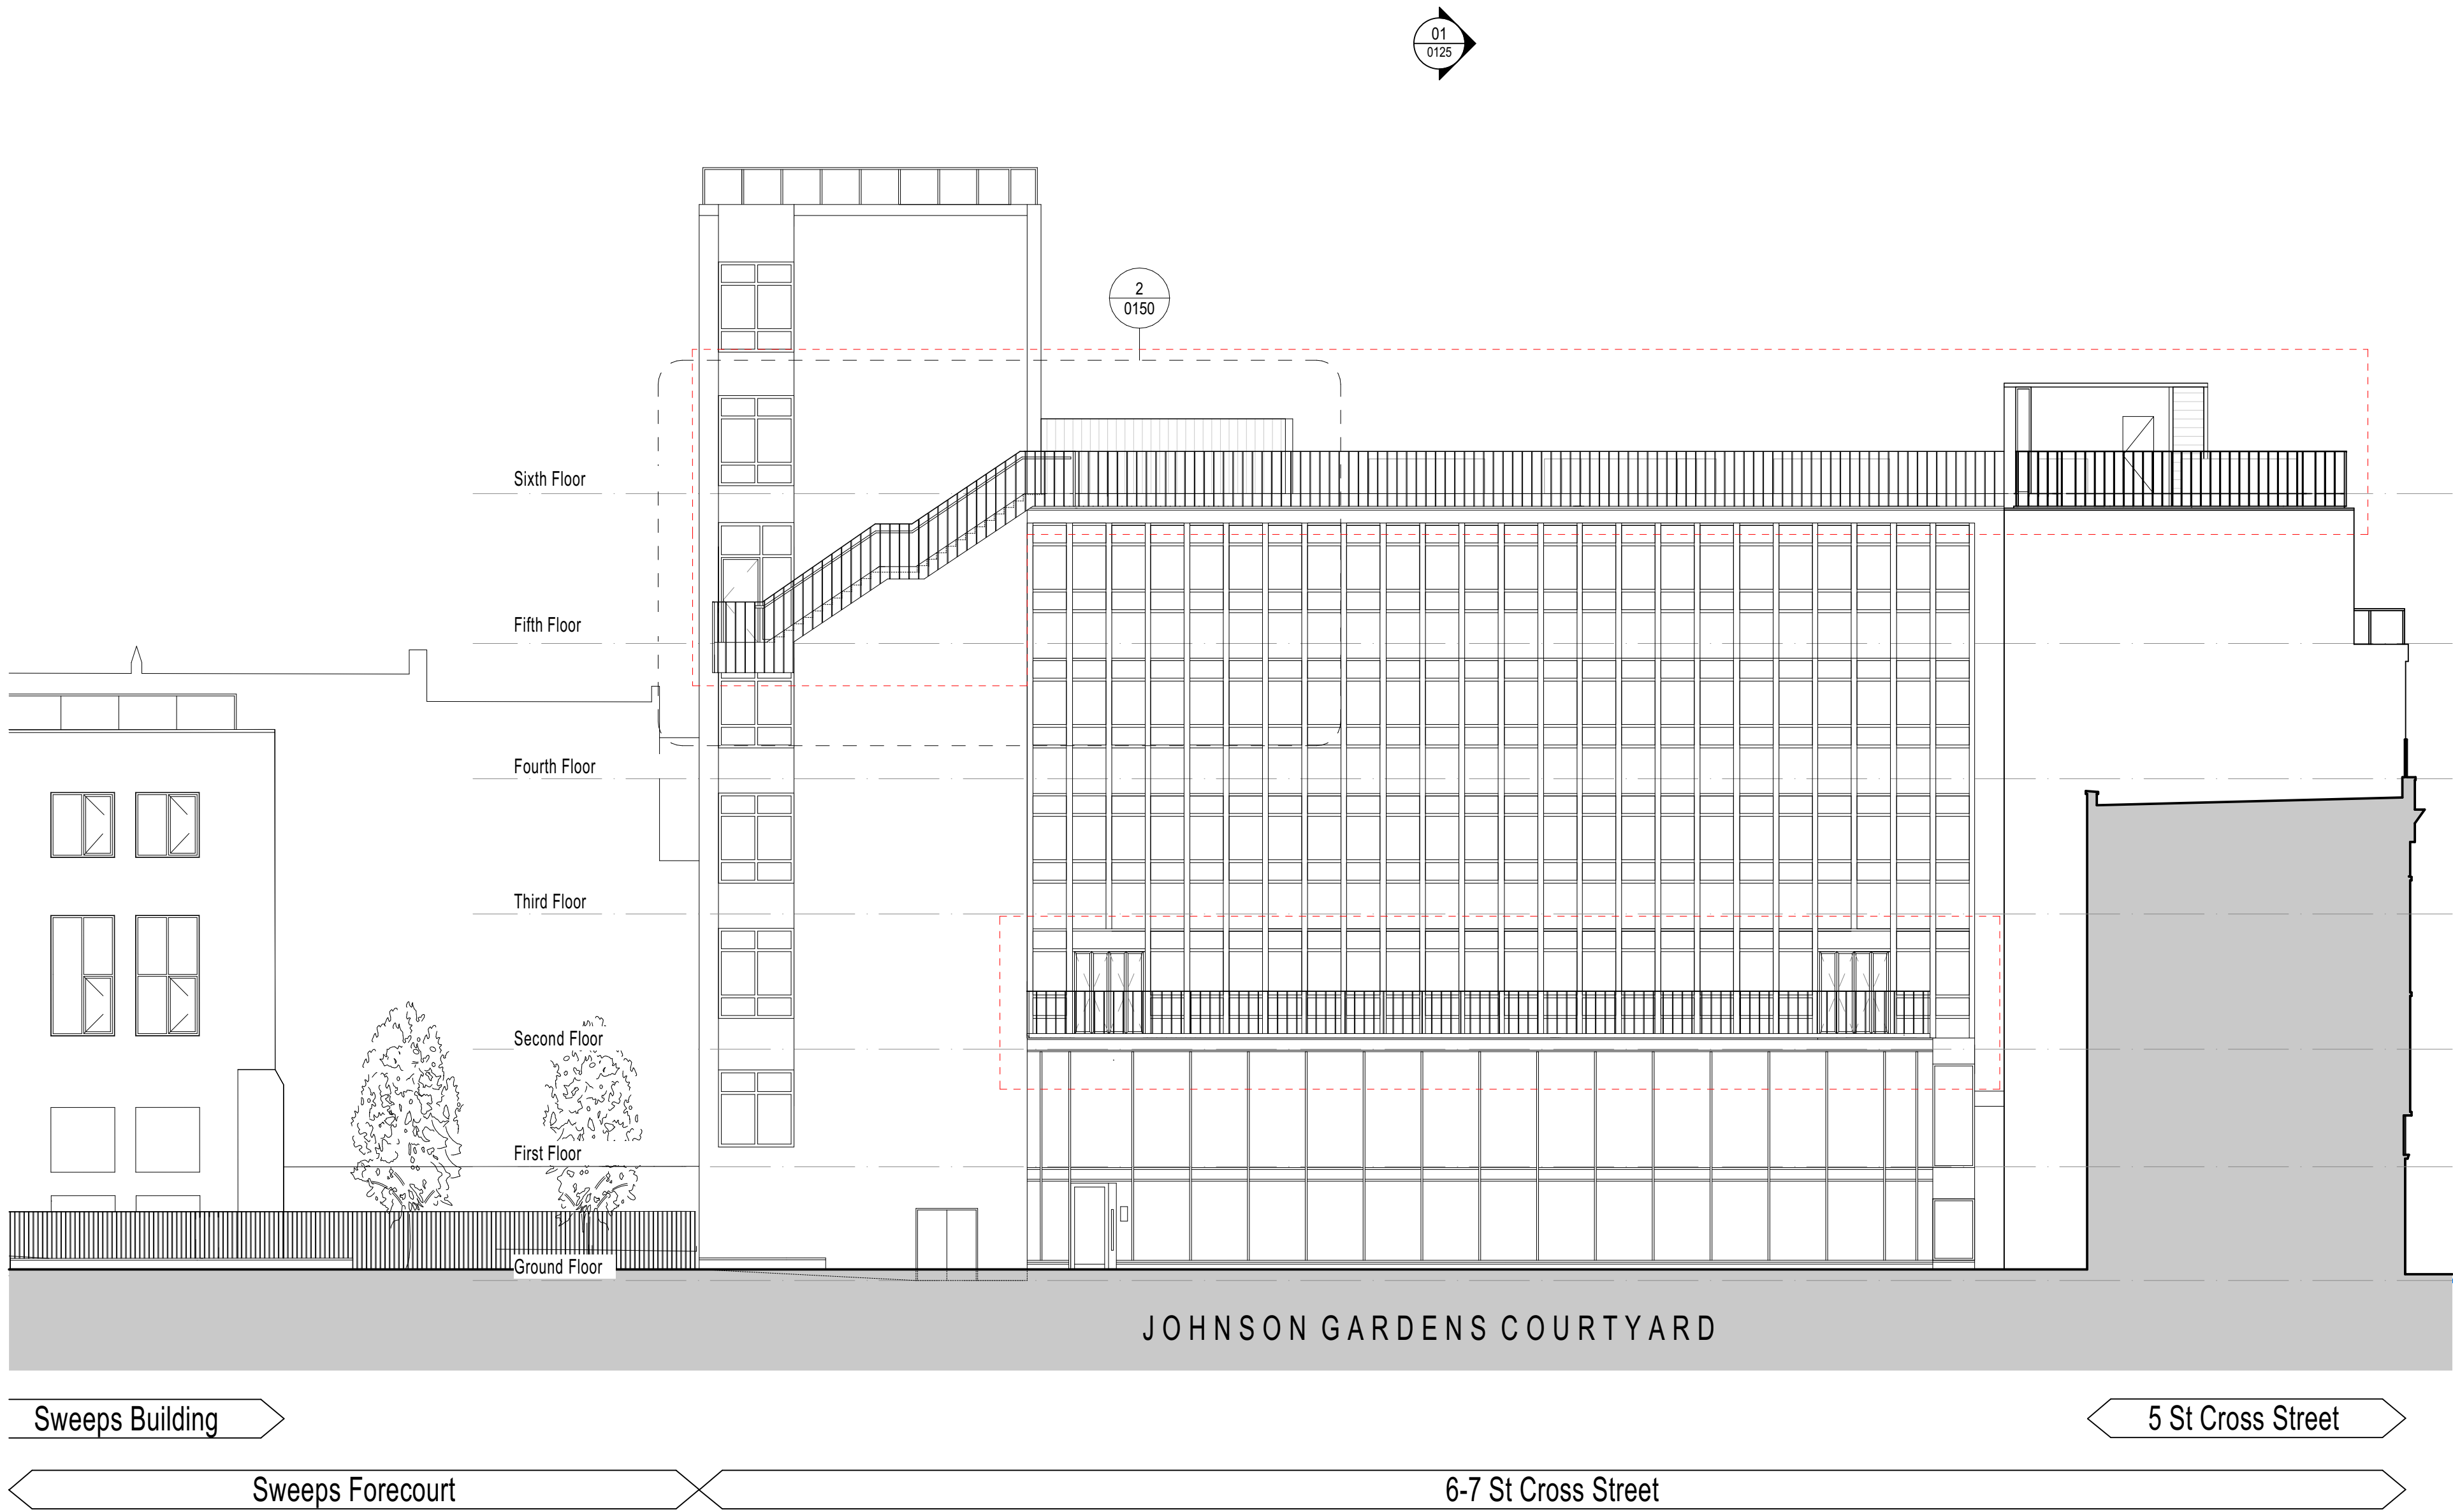 01
0125
2
0150
Sixth Floor
Fifth Floor
Fourth Floor
Third Floor
Second Floor
First Floor
Ground Floor
JOHNSON GARDENS COURTYARD
Sweeps Building
5 St Cross Street
Sweeps Forecourt
6-7 St Cross Street